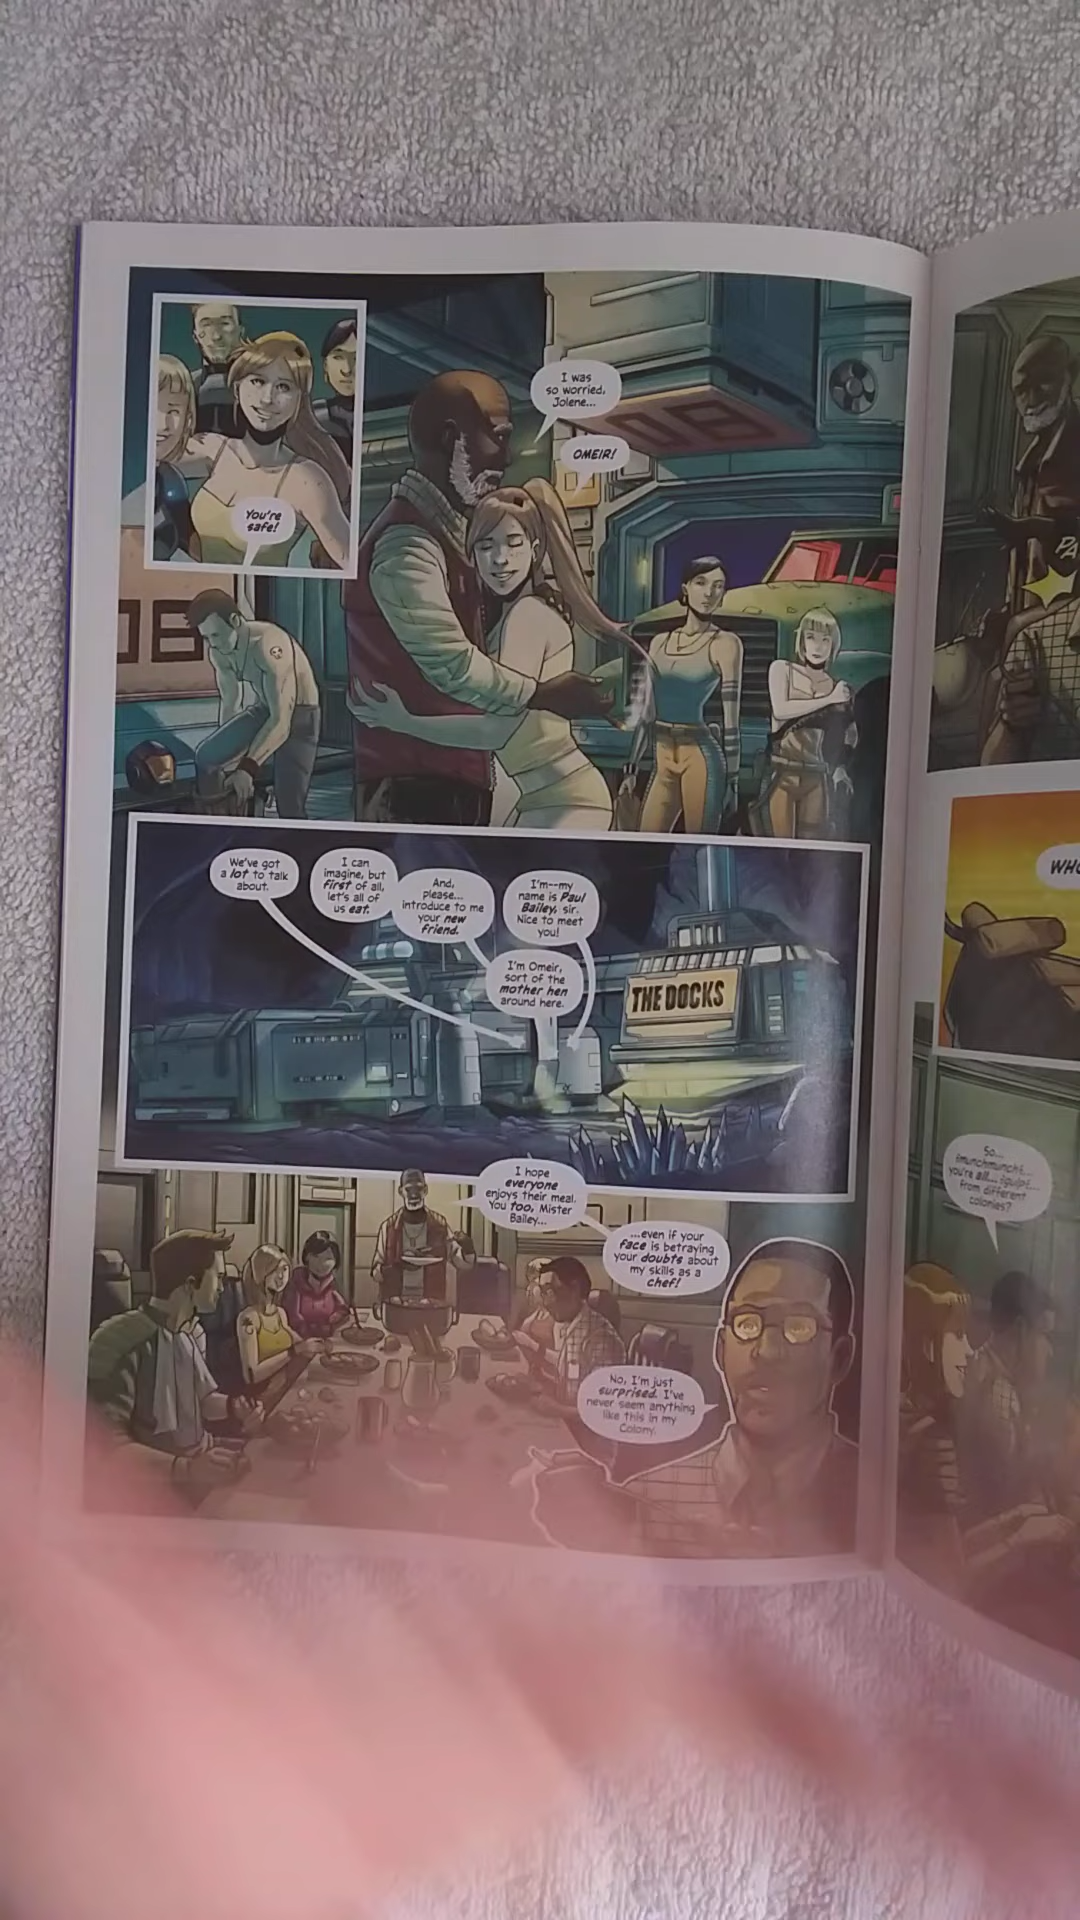 You're
safe!
I was
so worried,
Jolene...
OMEIR!
08
08
We've got
a lot to talk
about.
I can
imagine, but
first of all,
let's all of
us eat.
And,
please...
introduce to me
your new
friend.
I'm--my
name is Paul
Bailey, sir.
Nice to meet
you!
I'm Omeir,
sort of the
mother hen
around here.
THE DOCKS
I hope
everyone
enjoys their meal.
You too, Mister
Bailey...
...even if your
face is betraying
your doubts about
my skills as a
chef!
No, I'm just
surprised. I've
never seem anything
like this in my
Colony.
PA
WHO
So...
&munchmunch&...
you're all... &gulp&...
from different
colonies?